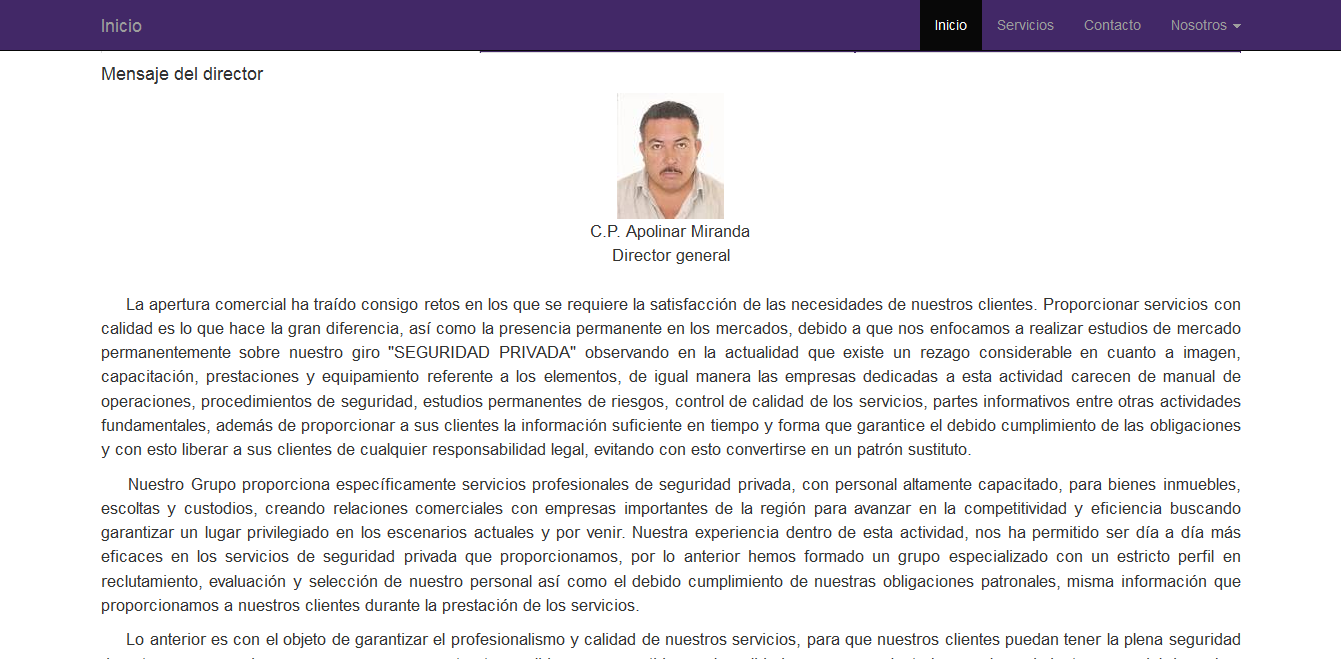 Inicio
Inicio Servicios Contacto Nosotros
Mensaje del director
C.P. Apolinar Miranda
Director general
La apertura comercial ha traído consigo retos en los que se requiere la satisfacción de las necesidades de nuestros clientes. Proporcionar servicios con
calidad es lo que hace la gran diferencia, así como la presencia permanente en los mercados, debido a que nos enfocamos a realizar estudios de mercado
permanentemente sobre nuestro giro "SEGURIDAD PRIVADA" observando en la actualidad que existe un rezago considerable en cuanto a imagen,
capacitación, prestaciones y equipamiento referente a los elementos, de igual manera las empresas dedicadas a esta actividad carecen de manual de
operaciones, procedimientos de seguridad, estudios permanentes de riesgos, control de calidad de los servicios, partes informativos entre otras actividades
fundamentales, además de proporcionar a sus clientes la información suficiente en tiempo y forma que garantice el debido cumplimiento de las obligaciones
y con esto liberar a sus clientes de cualquier responsabilidad legal, evitando con esto convertirse en un patrón sustituto.
Nuestro Grupo proporciona específicamente servicios profesionales de seguridad privada, con personal altamente capacitado, para bienes inmuebles,
escoltas y custodios, creando relaciones comerciales con empresas importantes de la región para avanzar en la competitividad y eficiencia buscando
garantizar un lugar privilegiado en los escenarios actuales y por venir. Nuestra experiencia dentro de esta actividad, nos ha permitido ser día a día más
eficaces en los servicios de seguridad privada que proporcionamos, por lo anterior hemos formado un grupo especializado con un estricto perfil en
reclutamiento, evaluación y selección de nuestro personal así como el debido cumplimiento de nuestras obligaciones patronales, misma información que
proporcionamos a nuestros clientes durante la prestación de los servicios.
Lo anterior es con el objeto de garantizar el profesionalismo y calidad de nuestros servicios, para que nuestros clientes puedan tener la plena seguridad